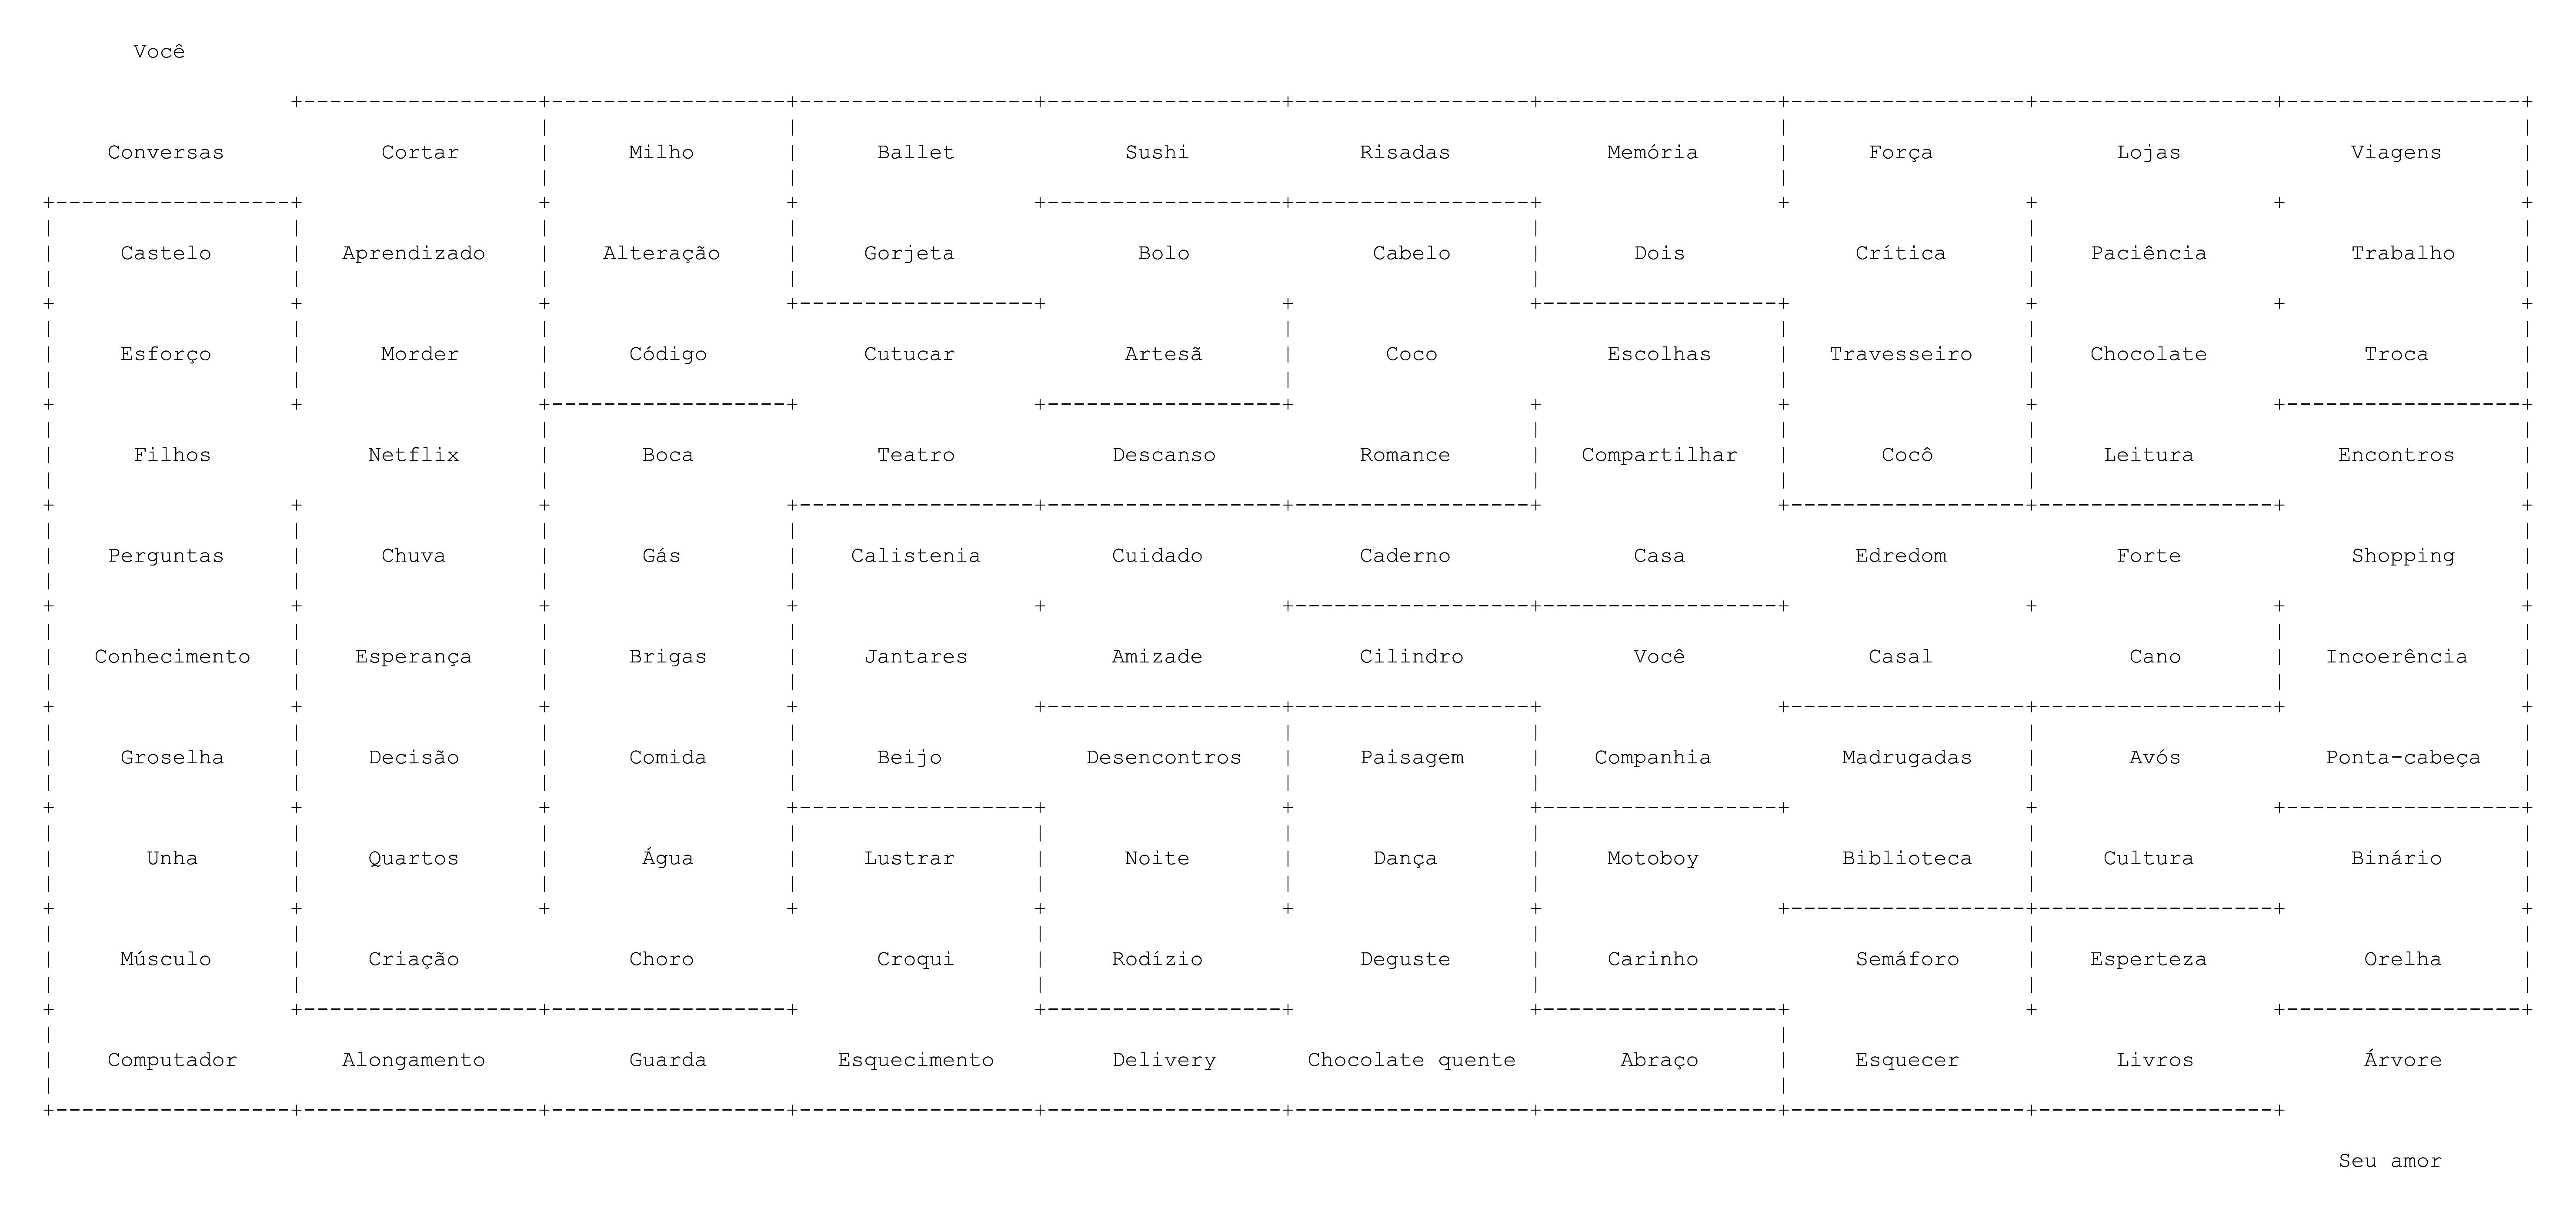 Você
Conversas Cortar Milho Ballet Sushi Risadas Memória Força Lojas Viagens
Castelo Aprendizado Alteração Gorjeta Bolo Cabelo Dois Crítica Paciência Trabalho
Esforço Morder Código Cutucar Artesã Coco Escolhas Travesseiro Chocolate Troca
Filhos Netflix Boca Teatro Descanso Romance Compartilhar Cocô Leitura Encontros
Perguntas Chuva Gás Calistenia Cuidado Caderno Casa Edredom Forte Shopping
Conhecimento Esperança Brigas Jantares Amizade Cilindro Você Casal Cano Incoerência
Groselha Decisão Comida Beijo Desencontros Paisagem Companhia Madrugadas Avós Ponta-cabeça
Unha Quartos Água Lustrar Noite Dança Motoboy Biblioteca Cultura Binário
Músculo Criação Choro Croqui Rodízio Deguste Carinho Semáforo Esperteza Orelha
Computador Alongamento Guarda Esquecimento Delivery Chocolate quente Abraço Esquecer Livros Árvore
Seu amor